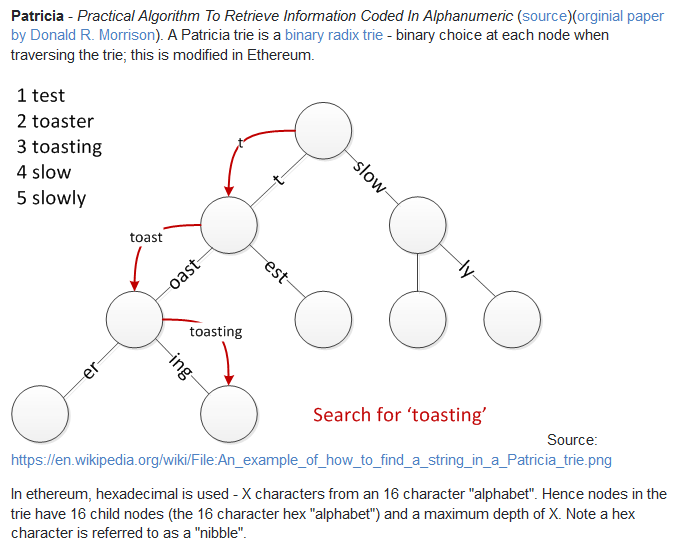 Patricia - Practical Algorithm To Retrieve Information Coded In Alphanumeric (source)(orginial paper
by Donald R. Morrison). A Patricia trie is a binary radix trie - binary choice at each node when
traversing the trie; this is modified in Ethereum.
1 test
2 toaster
3 toasting
4 slow
5 slowly
t
t
slow
toast
oast
est
ly
toasting
er
ing
Search for ‘toasting’
Source:
https://en.wikipedia.org/wiki/File:An_example_of_how_to_find_a_string_in_a_Patricia_trie.png
In ethereum, hexadecimal is used - X characters from an 16 character "alphabet". Hence nodes in the
trie have 16 child nodes (the 16 character hex "alphabet") and a maximum depth of X. Note a hex
character is referred to as a "nibble".